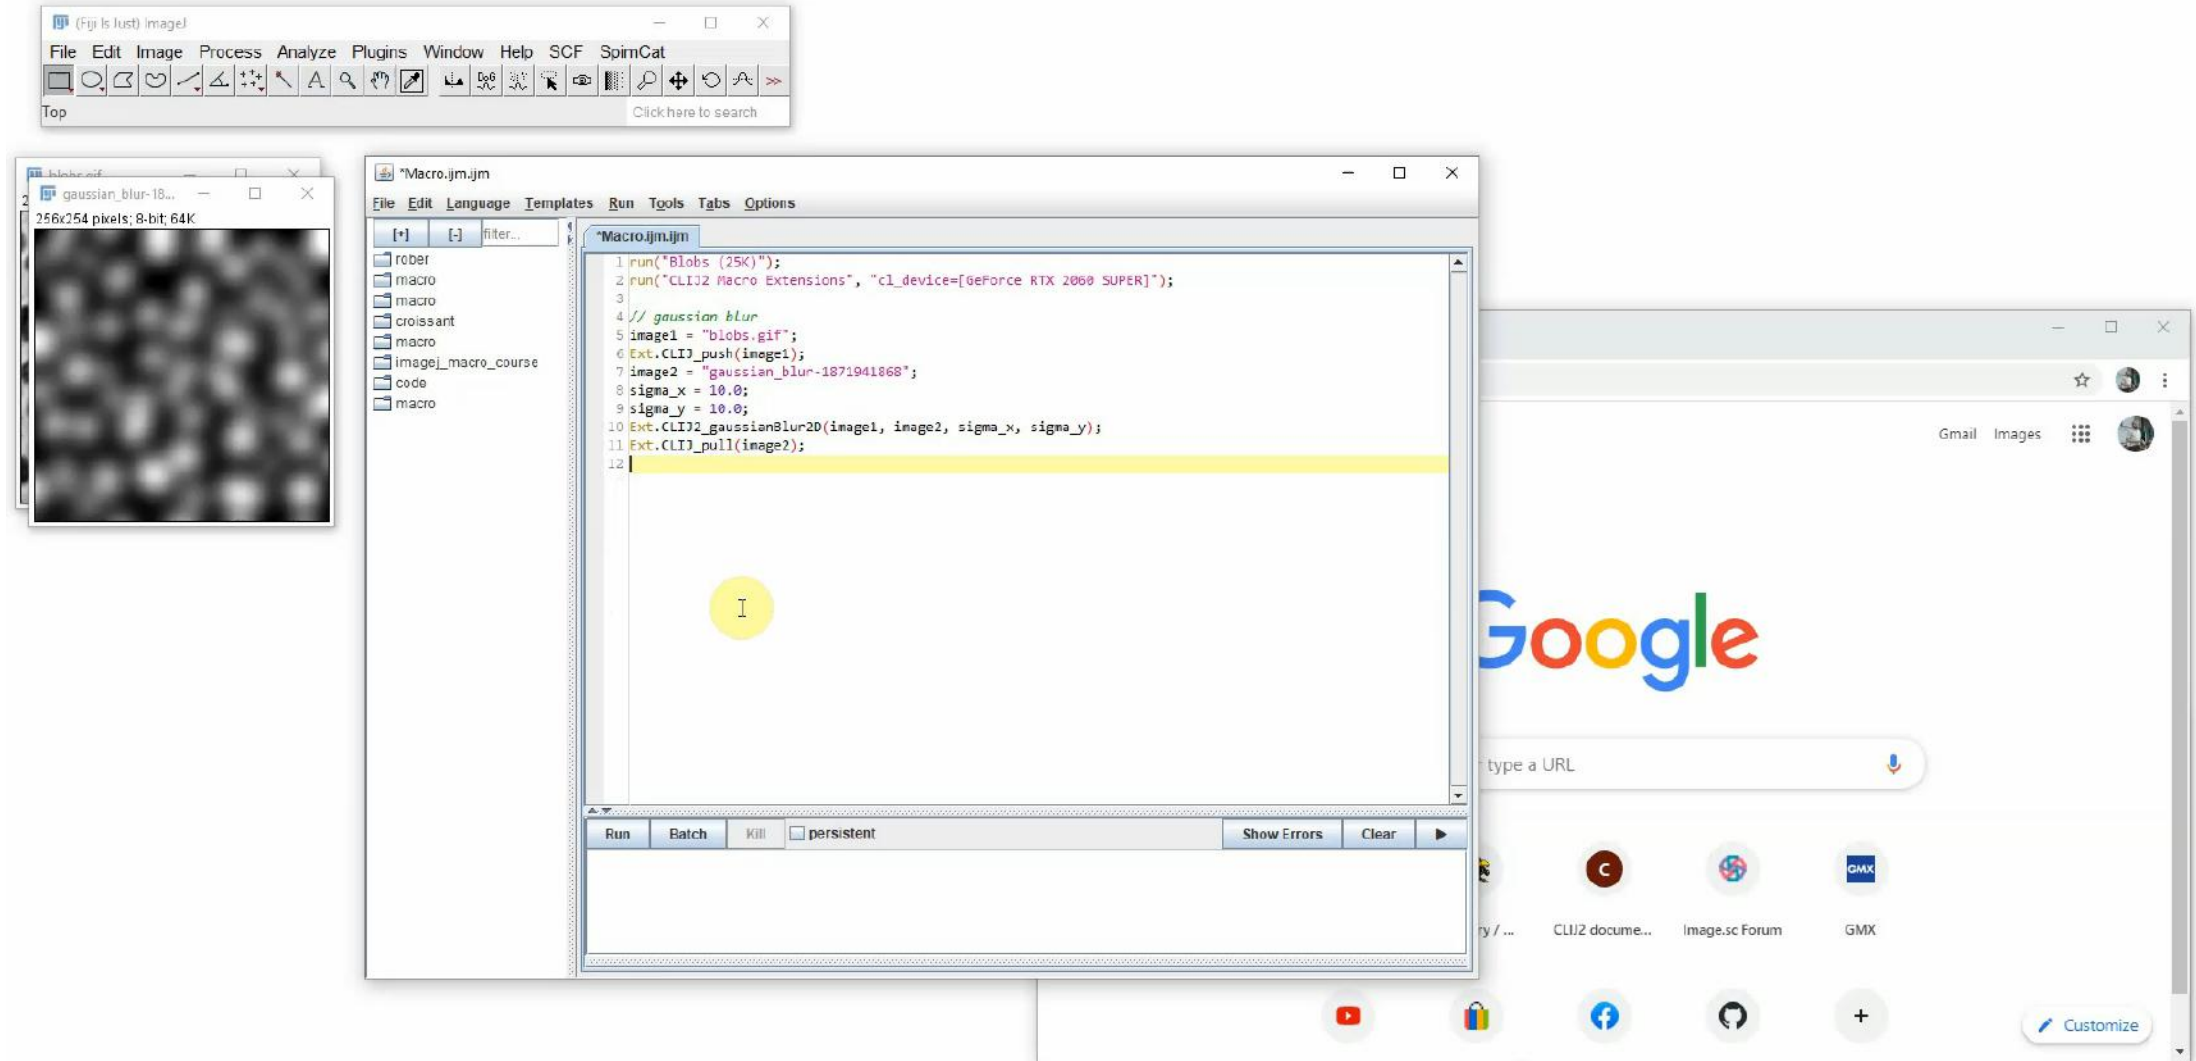 (Fiji Is Just) ImageJ
File Edit Image Process Analyze Plugins Window Help SCF SpimCat
Top
Click here to search
blobs.gif
gaussian_blur-18...
256x254 pixels; 8-bit; 64K
*Macro.ijm.ijm
File Edit Language Templates Run Tools Tabs Options
[+] [-] filter...
rober
macro
macro
croissant
macro
imagej_macro_course
code
macro
*Macro.ijm.ijm
1 run("Blobs (25K)");
2 run("CLIJ2 Macro Extensions", "cl_device=[GeForce RTX 2060 SUPER]");
3
4 // gaussian blur
5 image1 = "blobs.gif";
6 Ext.CLIJ_push(image1);
7 image2 = "gaussian_blur-1871941868";
8 sigma_x = 10.0;
9 sigma_y = 10.0;
10 Ext.CLIJ2_gaussianBlur2D(image1, image2, sigma_x, sigma_y);
11 Ext.CLIJ_pull(image2);
12
Run Batch Kill persistent Show Errors Clear
Gmail Images
Google
type a URL
C
GMX
ry / ...
CLIJ2 docume...
Image.sc Forum
GMX
Customize